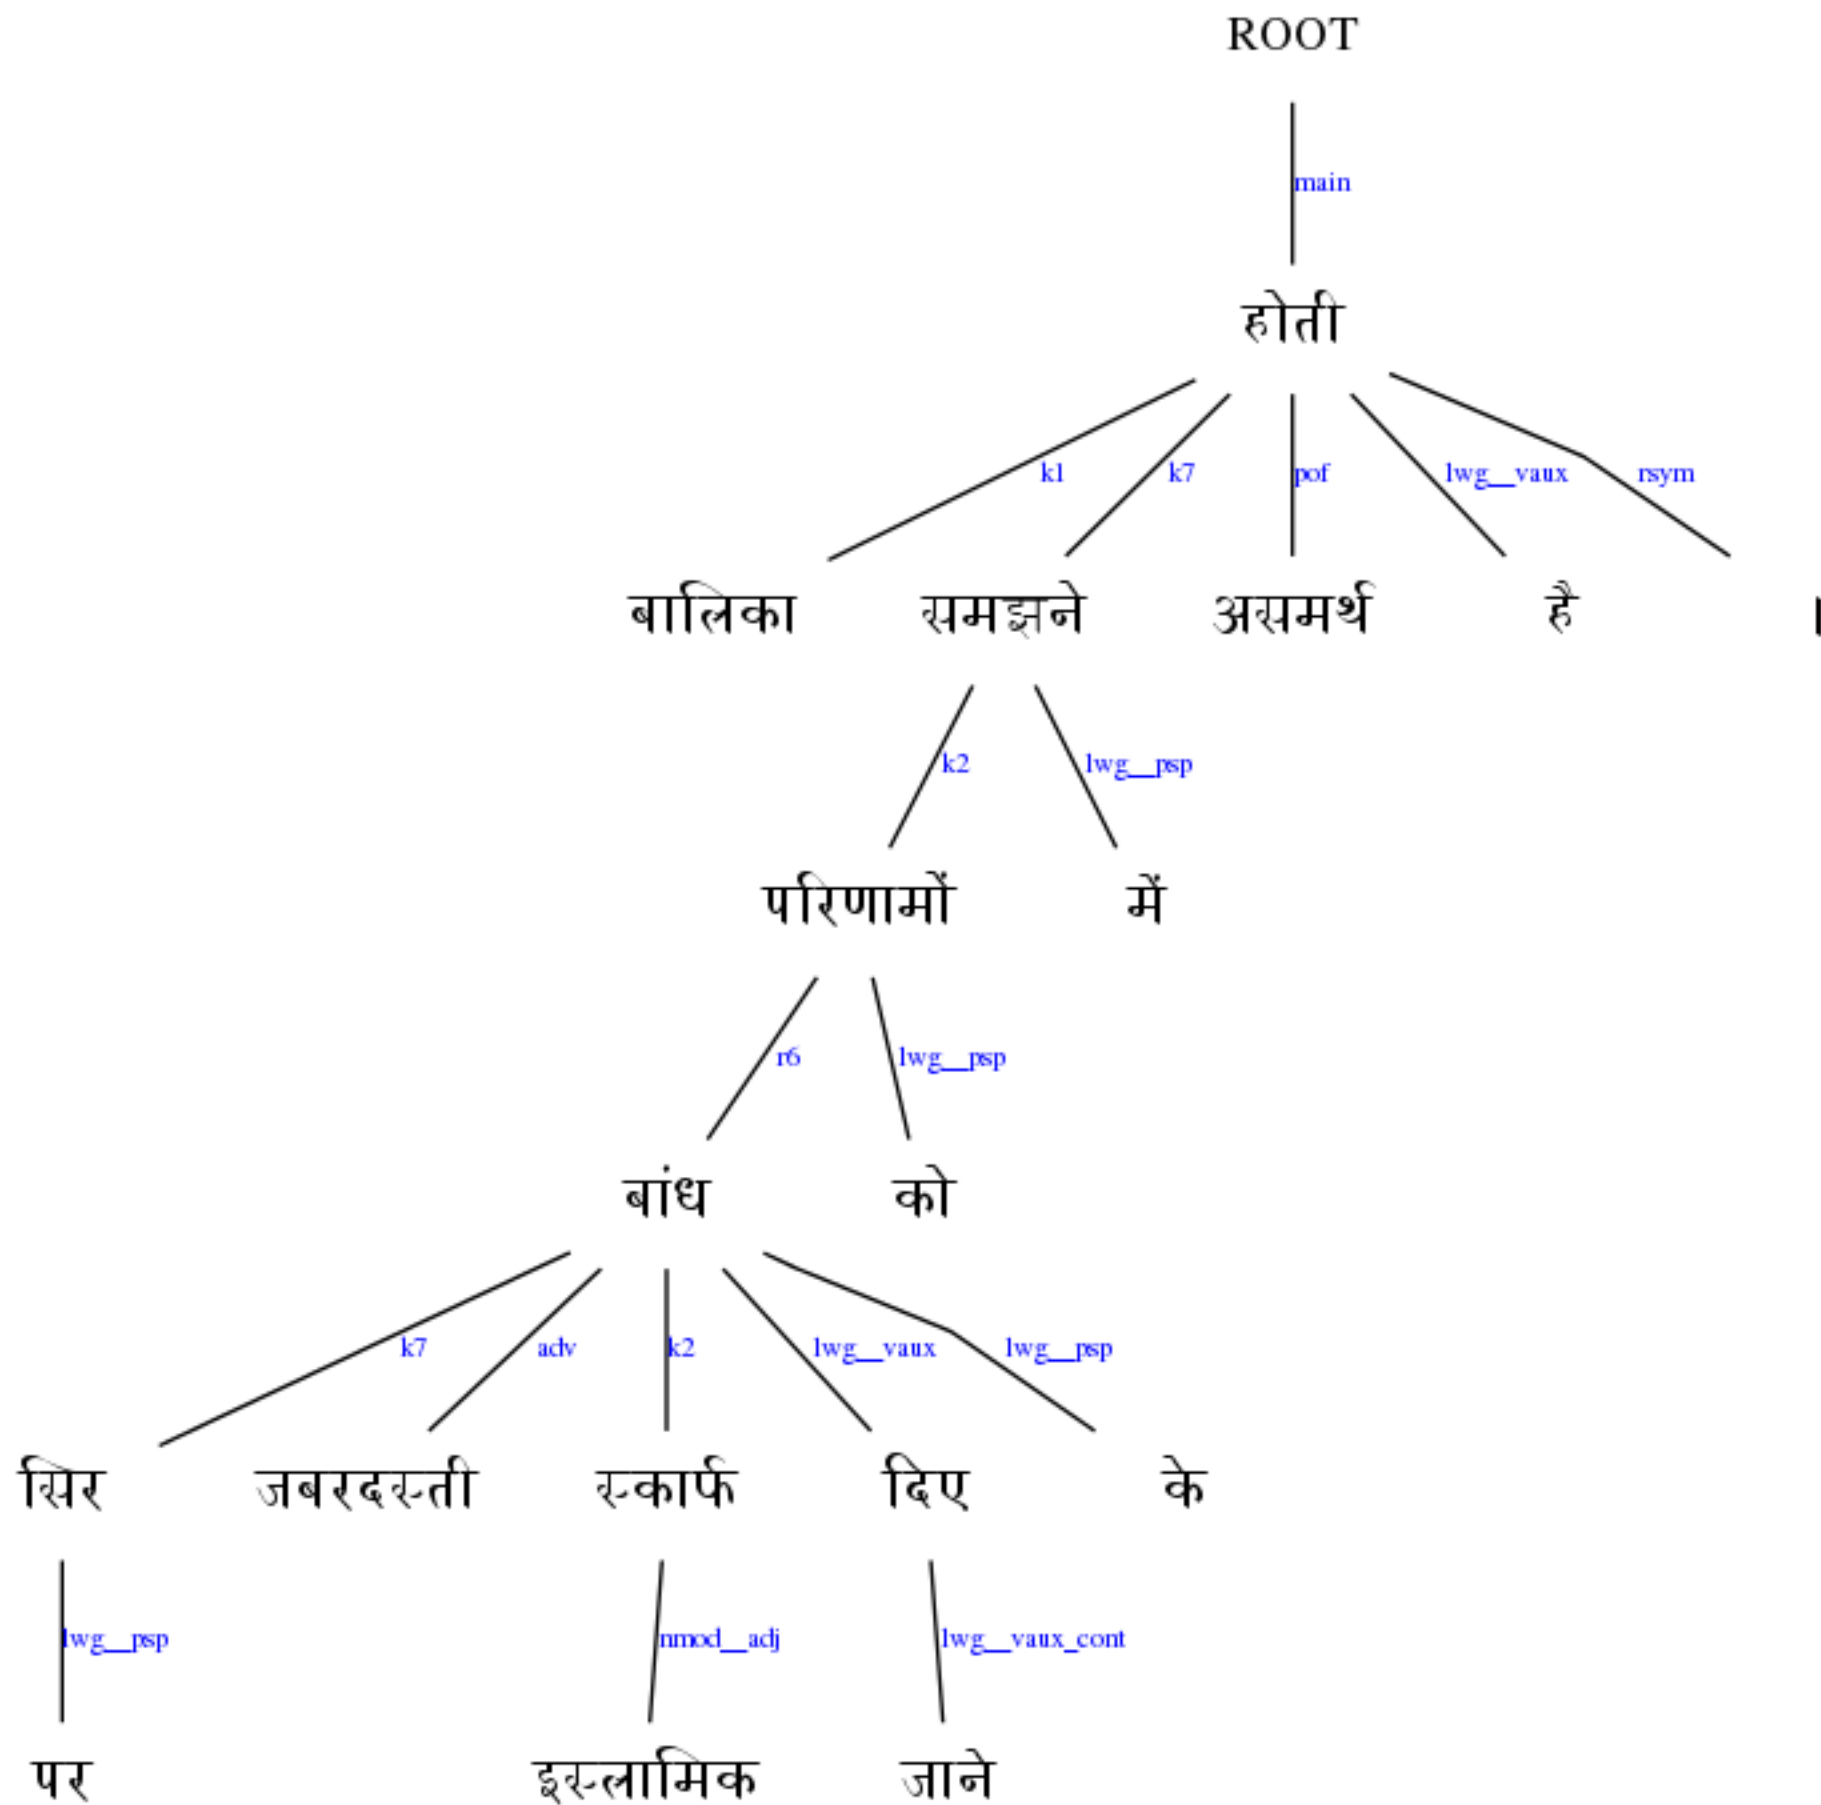 ROOT
main
होती
k1 k7 pof lwg__vaux rsym
बालिका समझने असमर्थ है ।
k2 lwg__psp
परिणामों में
r6 lwg__psp
बांध को
k7 adv k2 lwg__vaux lwg__psp
सिर जबरदस्ती स्कार्फ दिए के
lwg__psp nmod__adj lwg__vaux_cont
पर इस्लामिक जाने